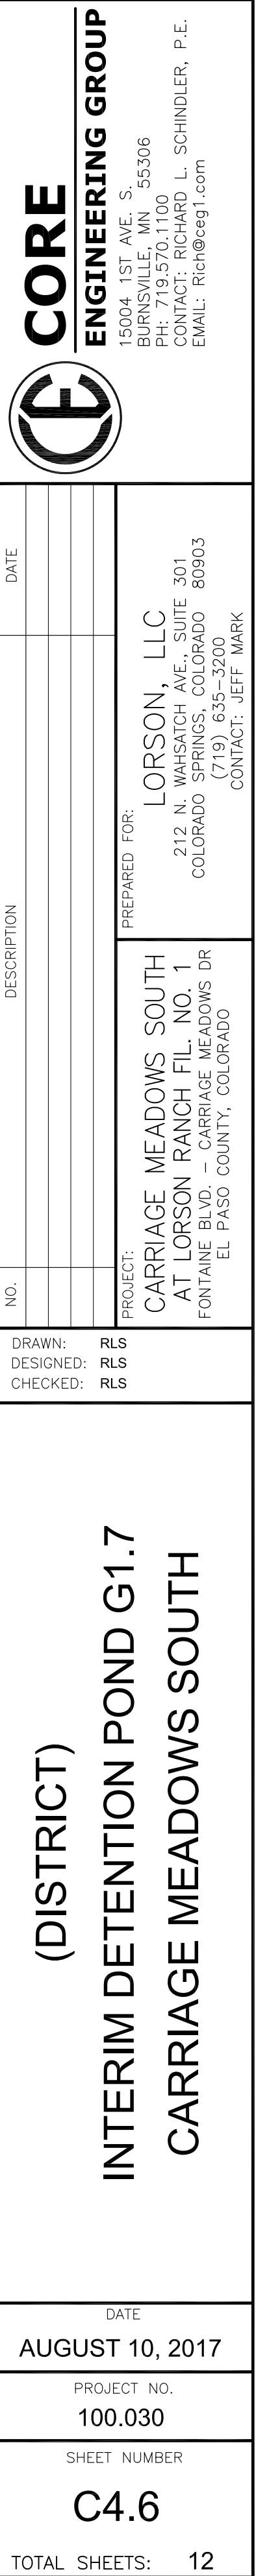 CORE
ENGINEERING GROUP
15004 1ST AVE. S.
BURNSVILLE, MN 55306
PH: 719.570.1100
CONTACT: RICHARD L. SCHINDLER, P.E.
EMAIL: Rich@ceg1.com
NO.
DESCRIPTION
DATE
PREPARED FOR:
LORSON, LLC
212 N. WAHSATCH AVE., SUITE 301
COLORADO SPRINGS, COLORADO 80903
(719) 635-3200
CONTACT: JEFF MARK
PROJECT:
CARRIAGE MEADOWS SOUTH
AT LORSON RANCH FIL. NO. 1
FONTAINE BLVD. - CARRIAGE MEADOWS DR
EL PASO COUNTY, COLORADO
DRAWN: RLS
DESIGNED: RLS
CHECKED: RLS
(DISTRICT)
INTERIM DETENTION POND G1.7
CARRIAGE MEADOWS SOUTH
DATE
AUGUST 10, 2017
PROJECT NO.
100.030
SHEET NUMBER
C4.6
TOTAL SHEETS: 12